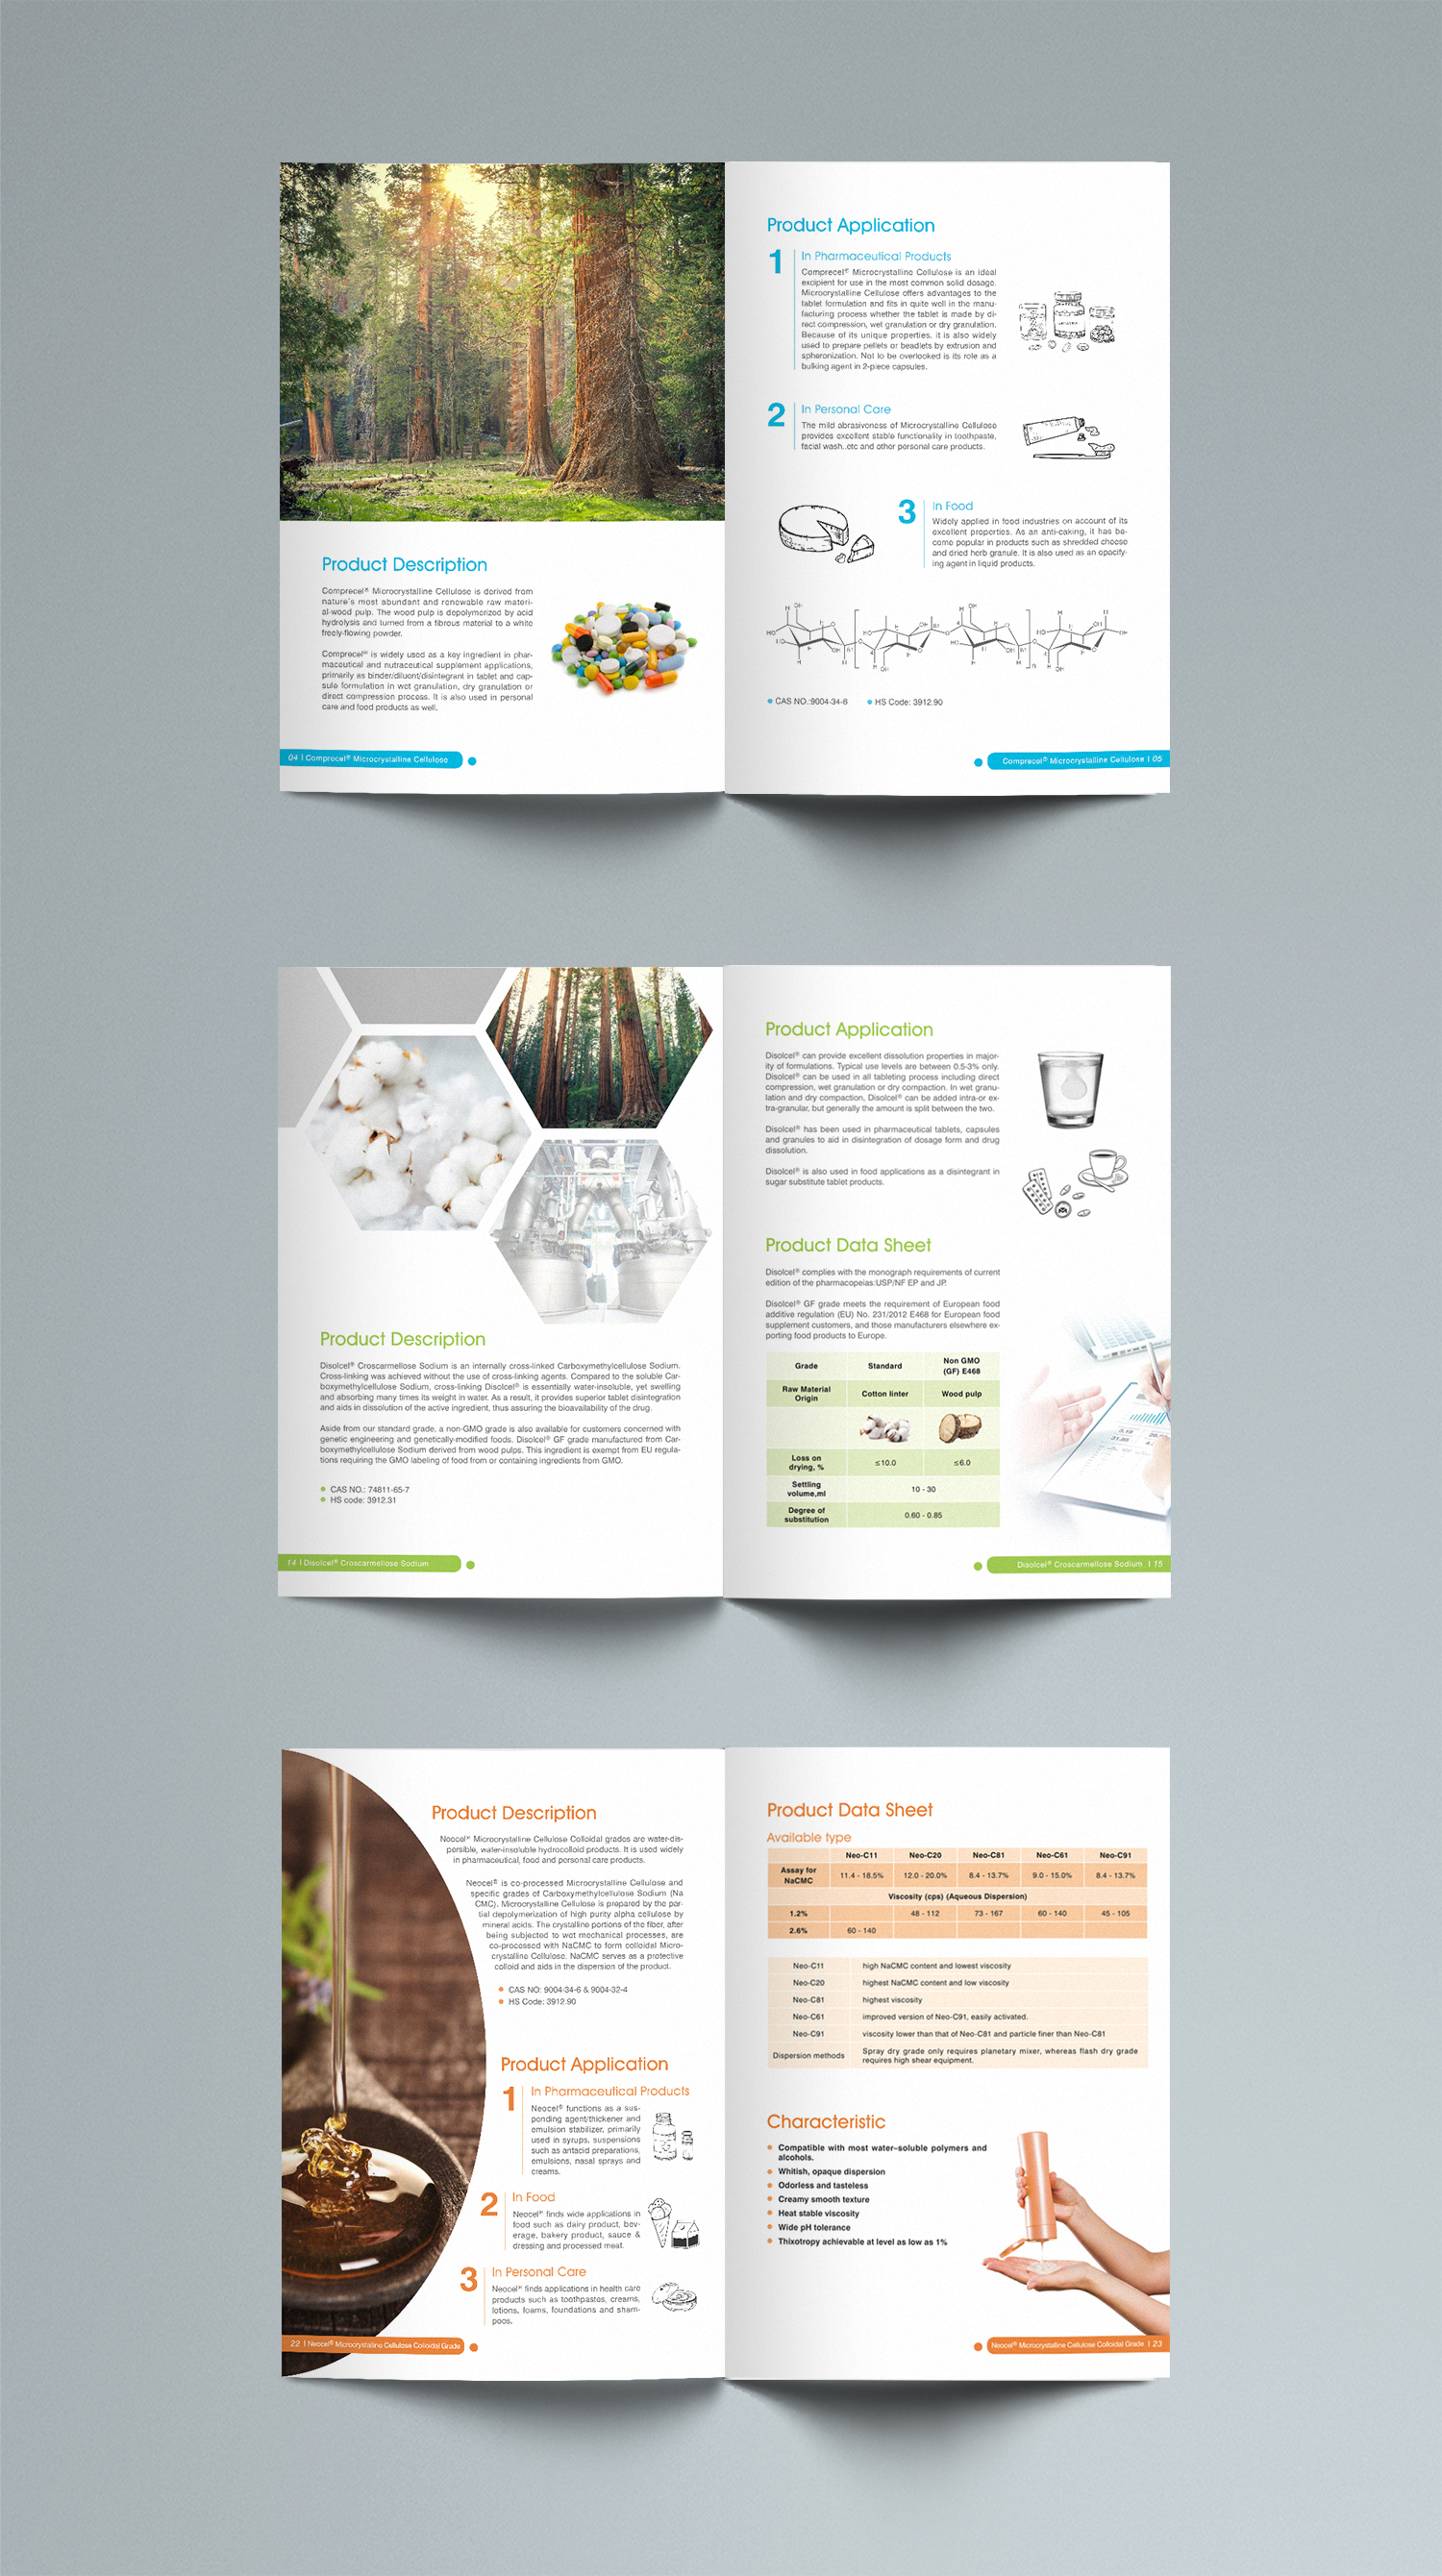 Product Description
Comprecel® Microcrystalline Cellulose is derived from
nature's most abundant and renewable raw materi-
al-wood pulp. The wood pulp is depolymerized by acid
hydrolysis and turned from a fibrous material to a white
freely-flowing powder.
Comprecel® is widely used as a key ingredient in phar-
maceutical and nutraceutical supplement applications,
primarily as binder/diluent/disintegrant in tablet and cap-
sule formulation in wet granulation, dry granulation or
direct compression process. It is also used in personal
care and food products as well.
04 | Comprecel® Microcrystalline Cellulose
Product Application
1
In Pharmaceutical Products
Comprecel® Microcrystalline Cellulose is an ideal
excipient for use in the most common solid dosage.
Microcrystalline Cellulose offers advantages to the
tablet formulation and fits in quite well in the manu-
facturing process whether the tablet is made by di-
rect compression, wet granulation or dry granulation.
Because of its unique properties, it is also widely
used to prepare pellets or beadlets by extrusion and
spheronization. Not to be overlooked is its role as a
bulking agent in 2-piece capsules.
2
In Personal Care
The mild abrasiveness of Microcrystalline Cellulose
provides excellent stable functionality in toothpaste,
facial wash..etc and other personal care products.
3
In Food
Widely applied in food industries on account of its
excellent properties. As an anti-caking, it has be-
come popular in products such as shredded cheese
and dried herb granule. It is also used as an opacify-
ing agent in liquid products.
CAS NO.:9004-34-6 HS Code: 3912.90
Comprecel® Microcrystalline Cellulose | 05
Product Description
Disolcel® Croscarmellose Sodium is an internally cross-linked Carboxymethylcellulose Sodium.
Cross-linking was achieved without the use of cross-linking agents. Compared to the soluble Car-
boxymethylcellulose Sodium, cross-linking Disolcel® is essentially water-insoluble, yet swelling
and absorbing many times its weight in water. As a result, it provides superior tablet disintegration
and aids in dissolution of the active ingredient, thus assuring the bioavailability of the drug.
Aside from our standard grade, a non-GMO grade is also available for customers concerned with
genetic engineering and genetically-modified foods. Disolcel® GF grade manufactured from Car-
boxymethylcellulose Sodium derived from wood pulps. This ingredient is exempt from EU regula-
tions requiring the GMO labeling of food from or containing ingredients from GMO.
CAS NO.: 74811-65-7
HS code: 3912.31
14 | Disolcel® Croscarmellose Sodium
Product Application
Disolcel® can provide excellent dissolution properties in major-
ity of formulations. Typical use levels are between 0.5-3% only.
Disolcel® can be used in all tableting process including direct
compression, wet granulation or dry compaction. In wet granu-
lation and dry compaction, Disolcel® can be added intra-or ex-
tra-granular, but generally the amount is split between the two.
Disolcel® has been used in pharmaceutical tablets, capsules
and granules to aid in disintegration of dosage form and drug
dissolution.
Disolcel® is also used in food applications as a disintegrant in
sugar substitute tablet products.
Product Data Sheet
Disolcel® complies with the monograph requirements of current
edition of the pharmacopeias:USP/NF EP and JP.
Disolcel® GF grade meets the requirement of European food
additive regulation (EU) No. 231/2012 E468 for European food
supplement customers, and those manufacturers elsewhere ex-
porting food products to Europe.
Grade Standard Non GMO (GF) E468
Raw Material Origin Cotton linter Wood pulp
Loss on drying, % ≤10.0 ≤6.0
Settling volume,ml 10 - 30
Degree of substitution 0.60 - 0.85
Disolcel® Croscarmellose Sodium | 15
Product Description
Neocel® Microcrystalline Cellulose Colloidal grades are water-dis-
persible, water-insoluble hydrocolloid products. It is used widely
in pharmaceutical, food and personal care products.
Neocel® is co-processed Microcrystalline Cellulose and
specific grades of Carboxymethylcellulose Sodium (Na
CMC). Microcrystalline Cellulose is prepared by the par-
tial depolymerization of high purity alpha cellulose by
mineral acids. The crystalline portions of the fiber, after
being subjected to wet mechanical processes, are
co-processed with NaCMC to form colloidal Micro-
crystalline Cellulose. NaCMC serves as a protective
colloid and aids in the dispersion of the product.
CAS NO: 9004-34-6 & 9004-32-4
HS Code: 3912.90
Product Application
1
In Pharmaceutical Products
Neocel® functions as a sus-
ponding agent/thickener and
emulsion stabilizer, primarily
used in syrups, suspensions
such as antacid preparations,
emulsions, nasal sprays and
creams.
2
In Food
Neocel® finds wide applications in
food such as dairy product, bev-
erage, bakery product, sauce &
dressing and processed meat.
3
In Personal Care
Neocel® finds applications in health care
products such as toothpastes, creams,
lotions, foams, foundations and sham-
poos.
22 | Neocel® Microcrystalline Cellulose Colloidal Grade
Product Data Sheet
Available type
Neo-C11 Neo-C20 Neo-C81 Neo-C61 Neo-C91
Assay for NaCMC 11.4 - 18.5% 12.0 - 20.0% 8.4 - 13.7% 9.0 - 15.0% 8.4 - 13.7%
Viscosity (cps) (Aqueous Dispersion)
1.2% 48 - 112 73 - 167 60 - 140 45 - 105
2.6% 60 - 140
Neo-C11 high NaCMC content and lowest viscosity
Neo-C20 highest NaCMC content and low viscosity
Neo-C81 highest viscosity
Neo-C61 improved version of Neo-C91, easily activated.
Neo-C91 viscosity lower than that of Neo-C81 and particle finer than Neo-C81
Dispersion methods Spray dry grade only requires planetary mixer, whereas flash dry grade
requires high shear equipment.
Characteristic
Compatible with most water–soluble polymers and
alcohols.
Whitish, opaque dispersion
Odorless and tasteless
Creamy smooth texture
Heat stable viscosity
Wide pH tolerance
Thixotropy achievable at level as low as 1%
Neocel® Microcrystalline Cellulose Colloidal Grade | 23